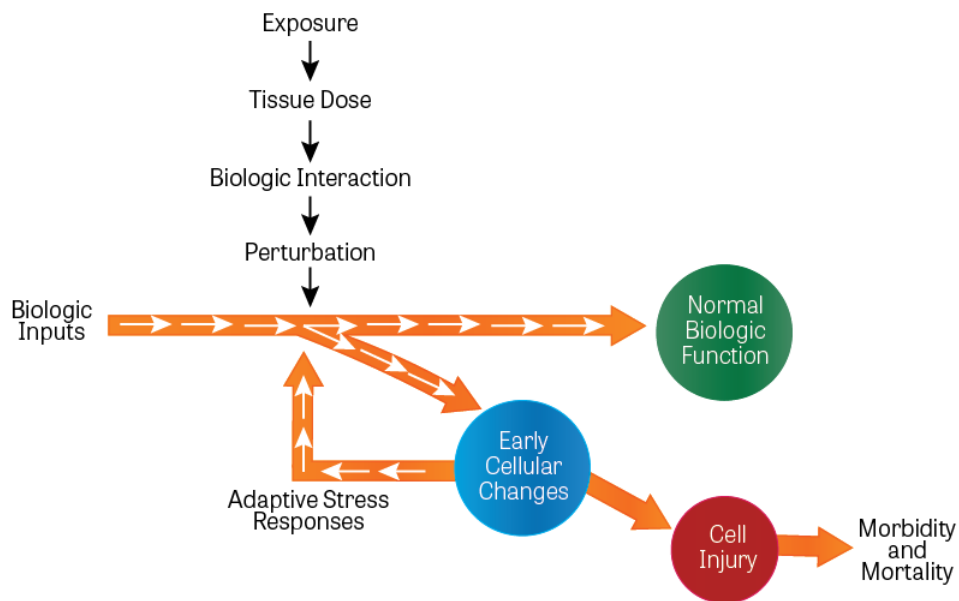 Exposure
Tissue Dose
Biologic Interaction
Perturbation
Biologic
Inputs
Normal
Biologic
Function
Early
Cellular
Changes
Adaptive Stress
Responses
Cell
Injury
Morbidity
and
Mortality